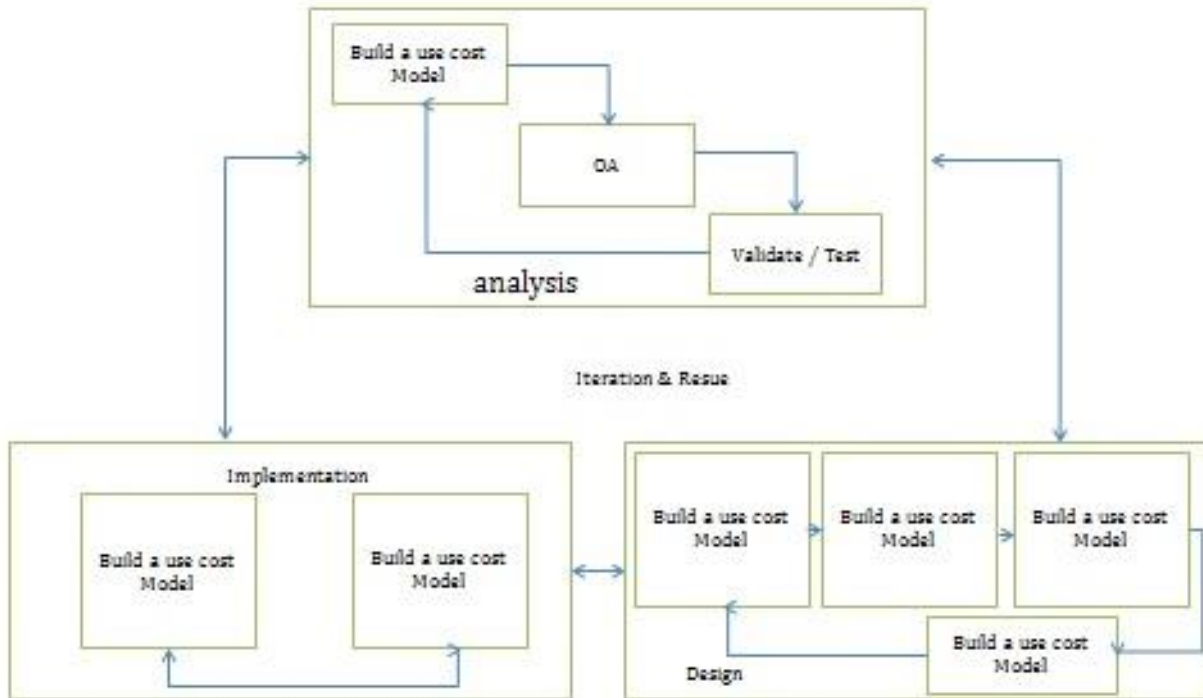 Build a use cost
Model
OA
Validate / Test
analysis
Iteration & Resue
Implementation
Build a use cost
Model
Build a use cost
Model
Build a use cost
Model
Build a use cost
Model
Build a use cost
Model
Build a use cost
Model
Design